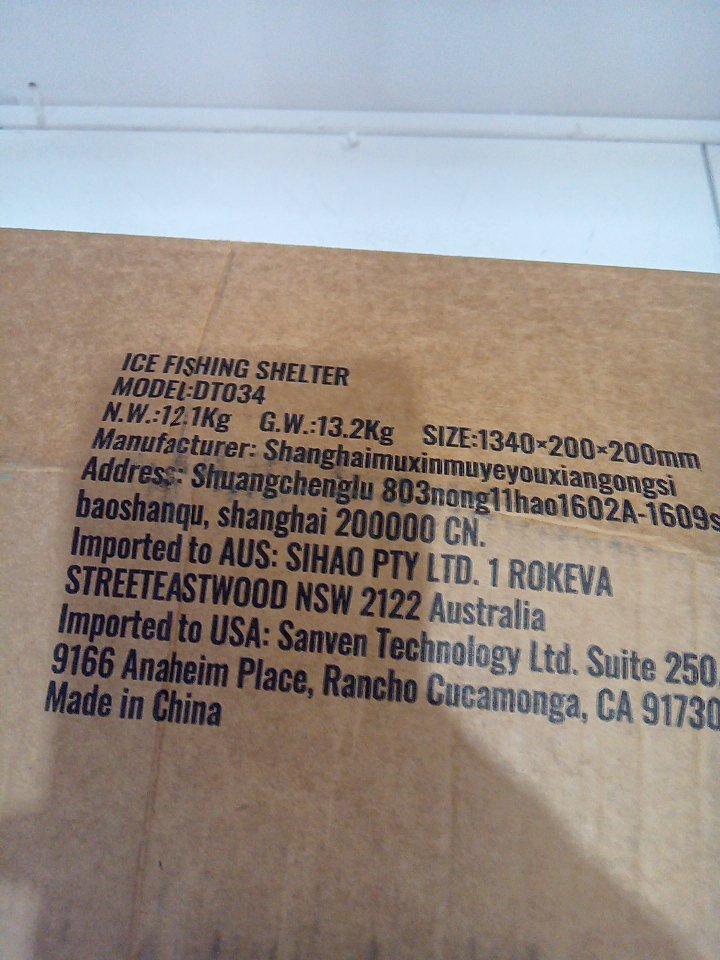 ICE FISHING SHELTER
MODEL:DT034
N.W.:12.1Kg G.W.:13.2Kg SIZE:1340×200×200mm
Manufacturer: Shanghaimuxinmuyeyouxiangongsi
Address: Shuangchenglu 803nong11hao1602A-1609s
baoshanqu, shanghai 200000 CN.
Imported to AUS: SIHAO PTY LTD. 1 ROKEVA
STREETEASTWOOD NSW 2122 Australia
Imported to USA: Sanven Technology Ltd. Suite 250,
9166 Anaheim Place, Rancho Cucamonga, CA 91730
Made in China